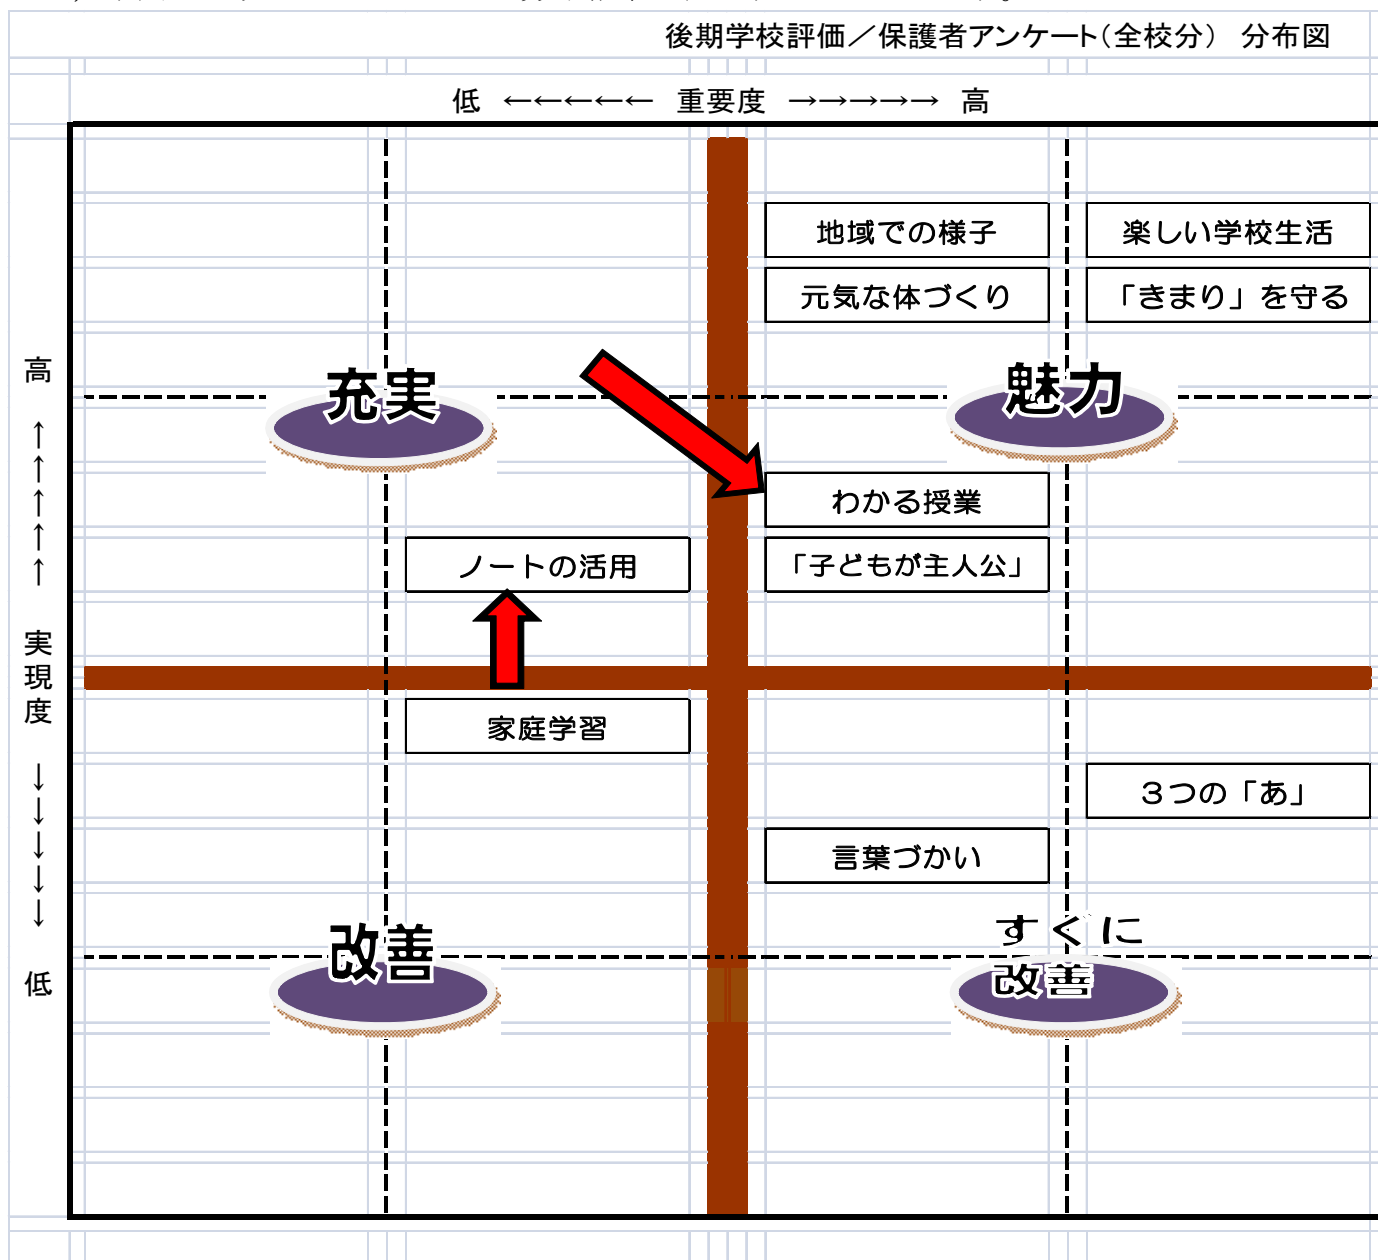 後期学校評価／保護者アンケート（全校分）　分布図
低　←←←←←　重要度　→→→→→　高
地域での様子
楽しい学校生活
元気な体づくり
「きまり」を守る
高
↑
↑
↑
↑
↑
実
現
度
↓
↓
↓
↓
↓
低
充実
魅力
わかる授業
ノートの活用
「子どもが主人公」
家庭学習
３つの「あ」
言葉づかい
改善
すぐに
改善